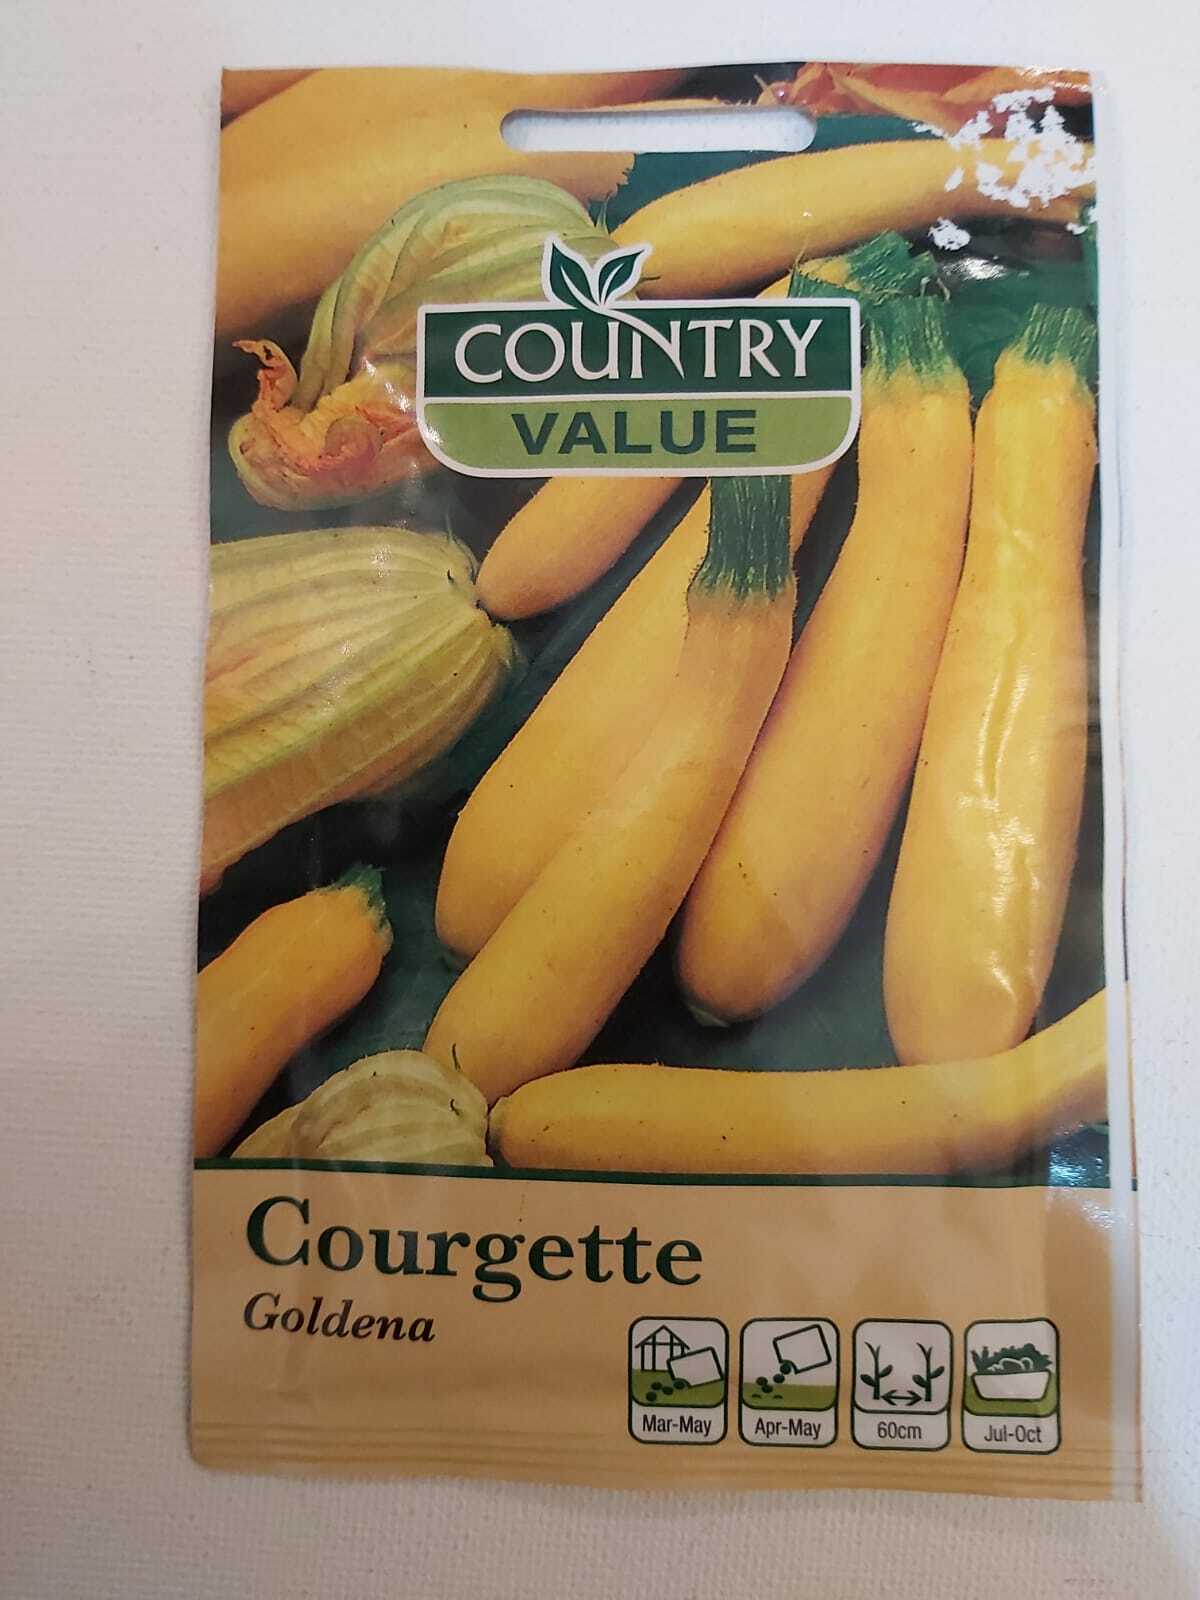 COUNTRY
VALUE
Courgette
Goldena
Mar-May
Apr-May
60cm
Jul-Oct